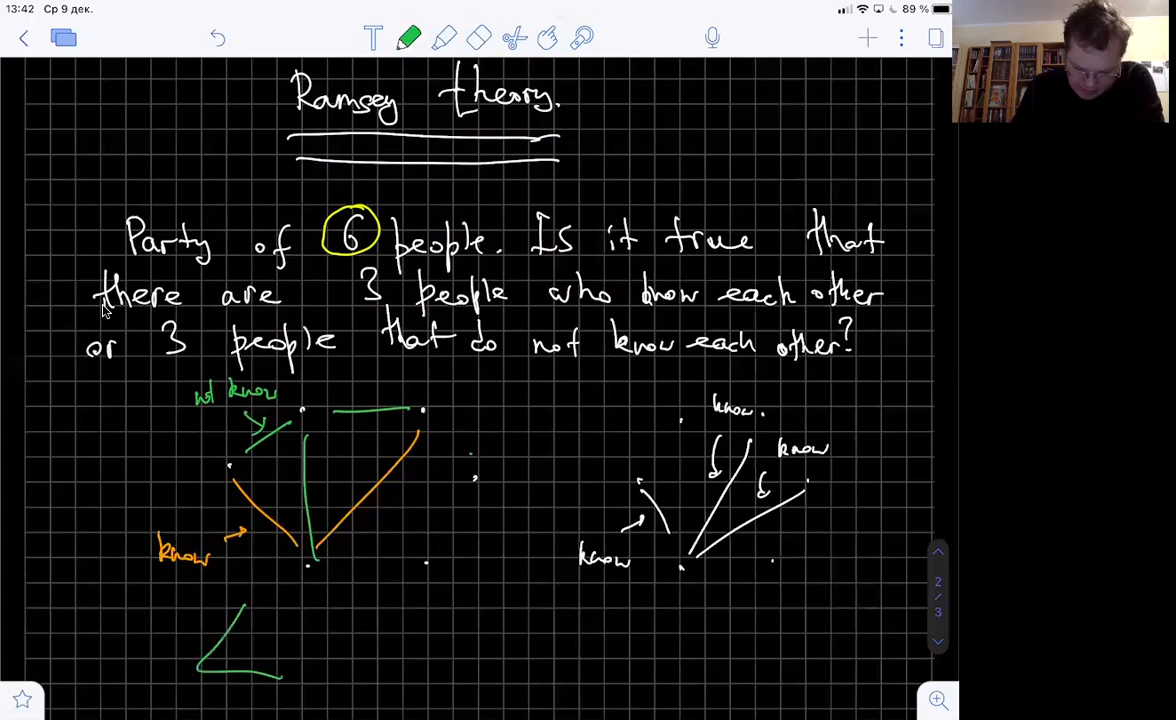 13:42 Ср 9 дек.
89 %
Ramsey theory.
Party of 6 people. Is it true that
there are 3 people who know each other
or 3 people that do not know each other?
not know
know
know
know
know
2
/
3